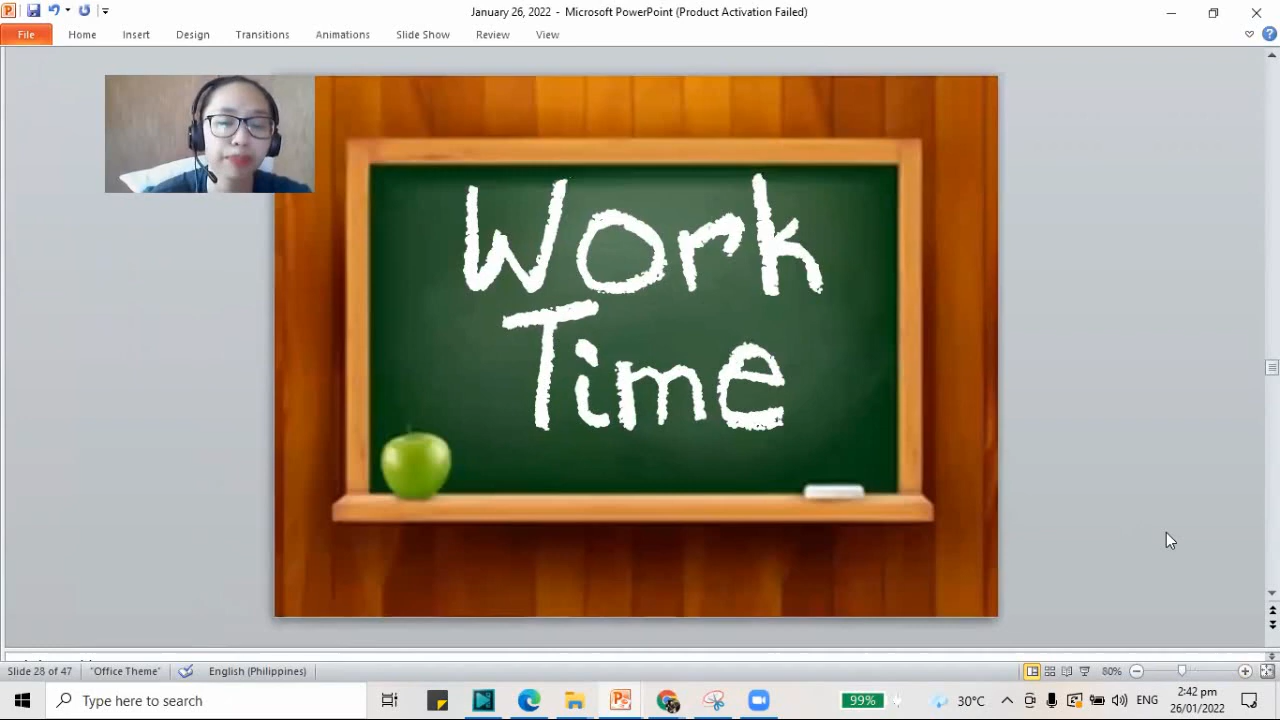 January 26, 2022 - Microsoft PowerPoint (Product Activation Failed)
File Home Insert Design Transitions Animations Slide Show Review View
Work
Time
Slide 28 of 47 "Office Theme" English (Philippines) 80%
Type here to search 99% 30°C ENG 2:42 pm
26/01/2022